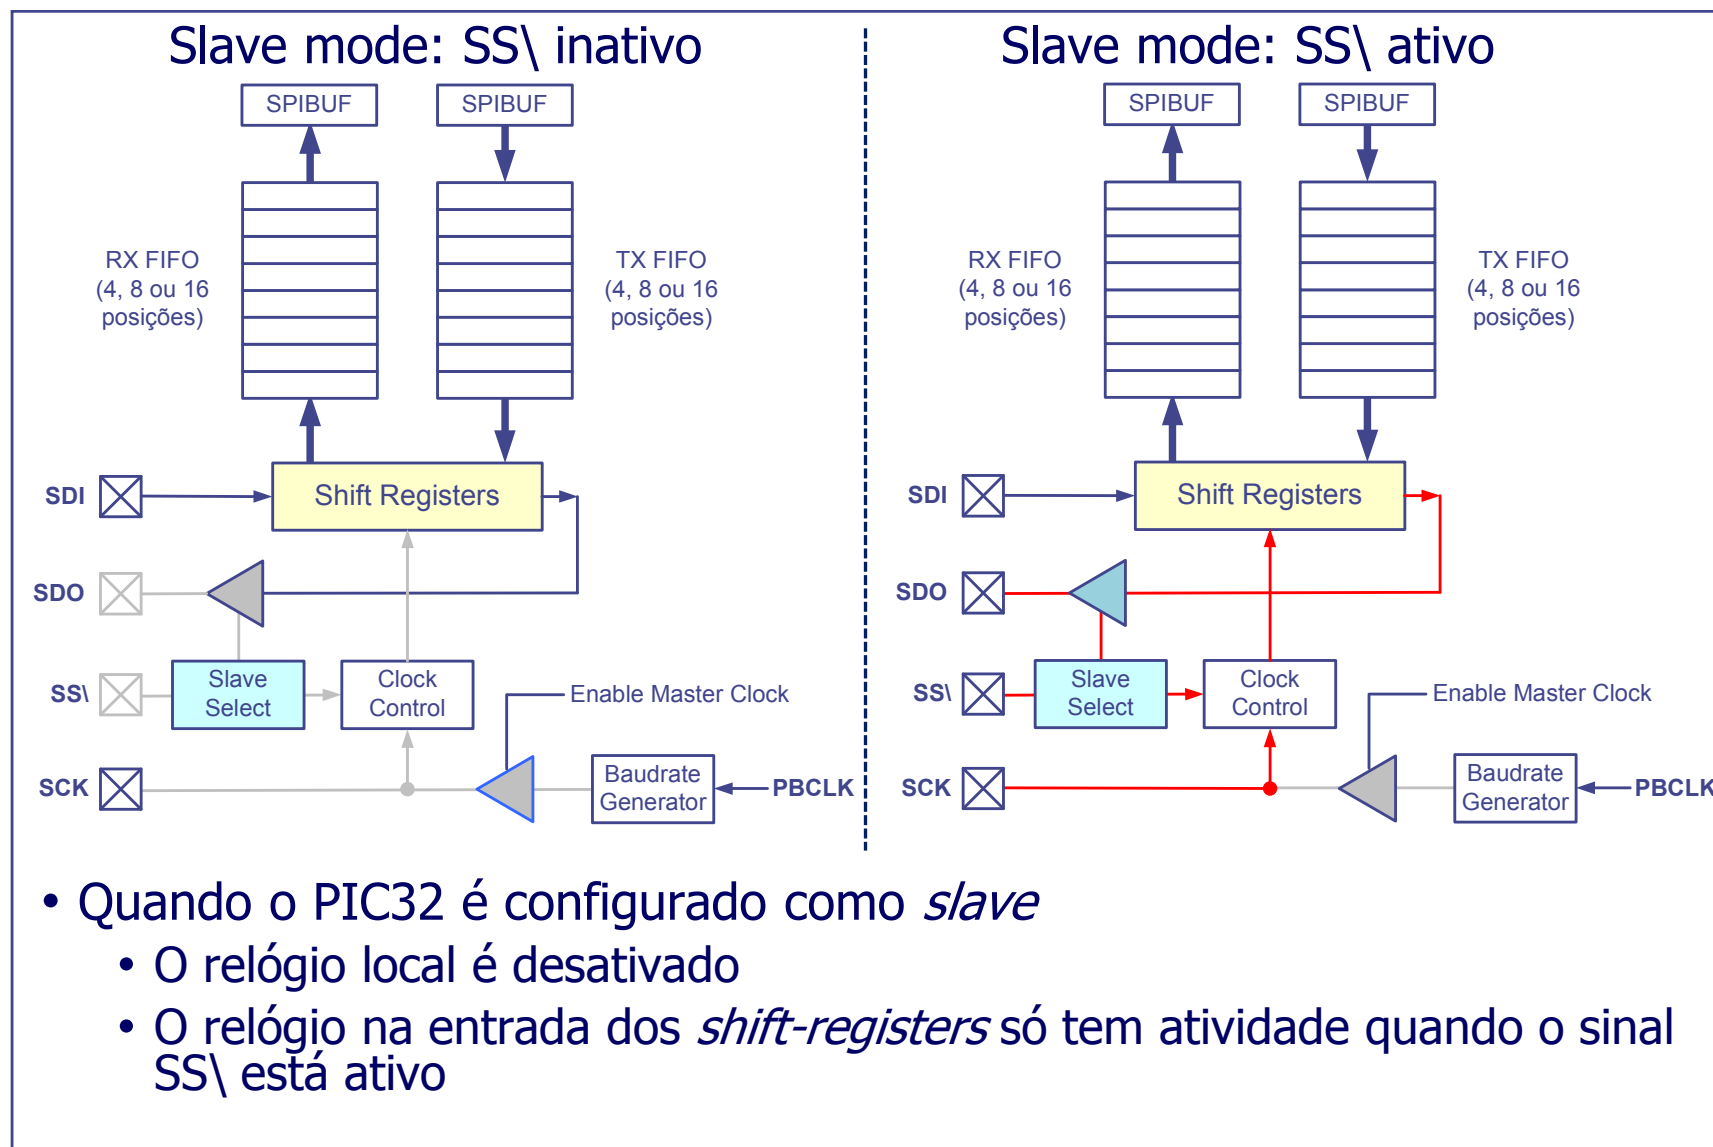 Slave mode: SS\ inativo
SPIBUF
SPIBUF
RX FIFO
(4, 8 ou 16
posições)
TX FIFO
(4, 8 ou 16
posições)
SDI
Shift Registers
SDO
SS\
Slave
Select
Clock
Control
Enable Master Clock
SCK
Baudrate
Generator
PBCLK
Slave mode: SS\ ativo
SPIBUF
SPIBUF
RX FIFO
(4, 8 ou 16
posições)
TX FIFO
(4, 8 ou 16
posições)
SDI
Shift Registers
SDO
SS\
Slave
Select
Clock
Control
Enable Master Clock
SCK
Baudrate
Generator
PBCLK
• Quando o PIC32 é configurado como slave
• O relógio local é desativado
• O relógio na entrada dos shift-registers só tem atividade quando o sinal
SS\ está ativo